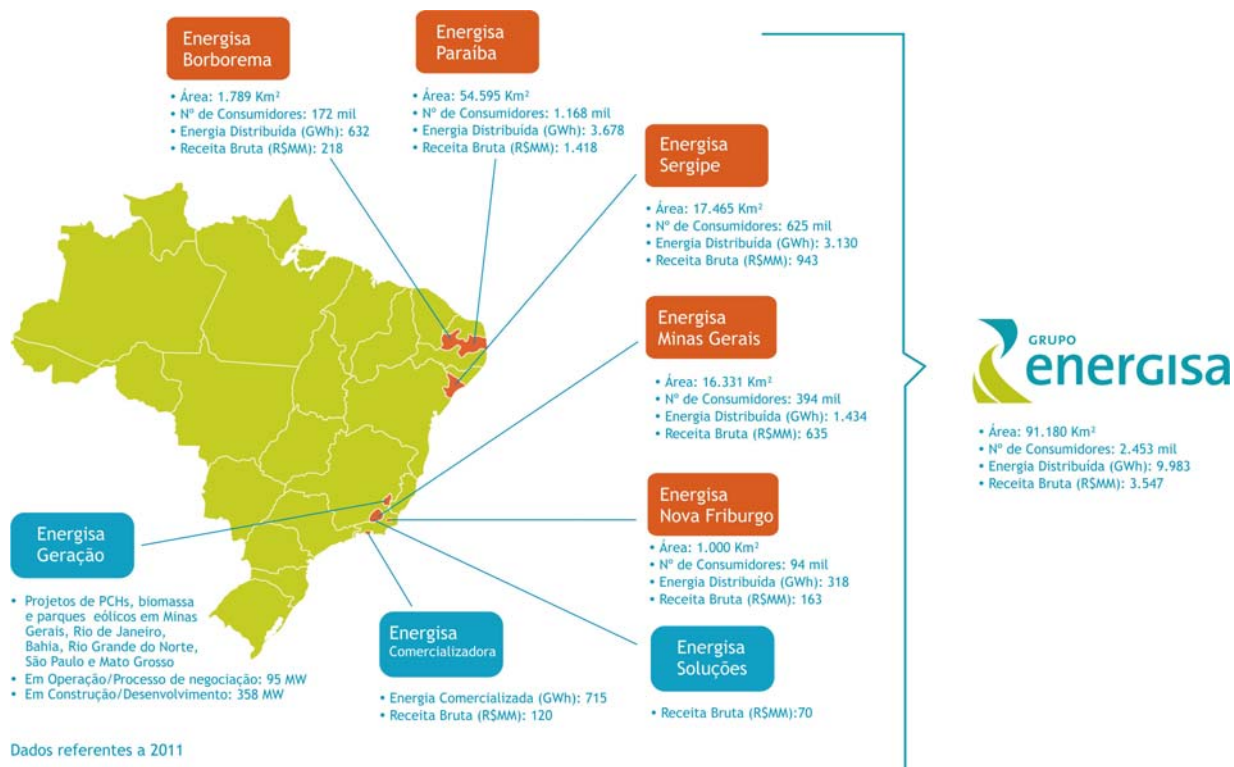 Energisa
Borborema
• Área: 1.789 Km²
• Nº de Consumidores: 172 mil
• Energia Distribuída (GWh): 632
• Receita Bruta (R$MM): 218
Energisa
Paraíba
• Área: 54.595 Km²
• Nº de Consumidores: 1.168 mil
• Energia Distribuída (GWh): 3.678
• Receita Bruta (R$MM): 1.418
Energisa
Sergipe
• Área: 17.465 Km²
• Nº de Consumidores: 625 mil
• Energia Distribuída (GWh): 3.130
• Receita Bruta (R$MM): 943
Energisa
Minas Gerais
• Área: 16.331 Km²
• Nº de Consumidores: 394 mil
• Energia Distribuída (GWh): 1.434
• Receita Bruta (R$MM): 635
Energisa
Nova Friburgo
• Área: 1.000 Km²
• Nº de Consumidores: 94 mil
• Energia Distribuída (GWh): 318
• Receita Bruta (R$MM): 163
Energisa
Geração
• Projetos de PCHs, biomassa
e parques eólicos em Minas
Gerais, Rio de Janeiro,
Bahia, Rio Grande do Norte,
São Paulo e Mato Grosso
• Em Operação/Processo de negociação: 95 MW
• Em Construção/Desenvolvimento: 358 MW
Energisa
Comercializadora
• Energia Comercializada (GWh): 715
• Receita Bruta (R$MM): 120
Energisa
Soluções
• Receita Bruta (R$MM):70
GRUPO
energisa
• Área: 91.180 Km²
• Nº de Consumidores: 2.453 mil
• Energia Distribuída (GWh): 9.983
• Receita Bruta (R$MM): 3.547
Dados referentes a 2011